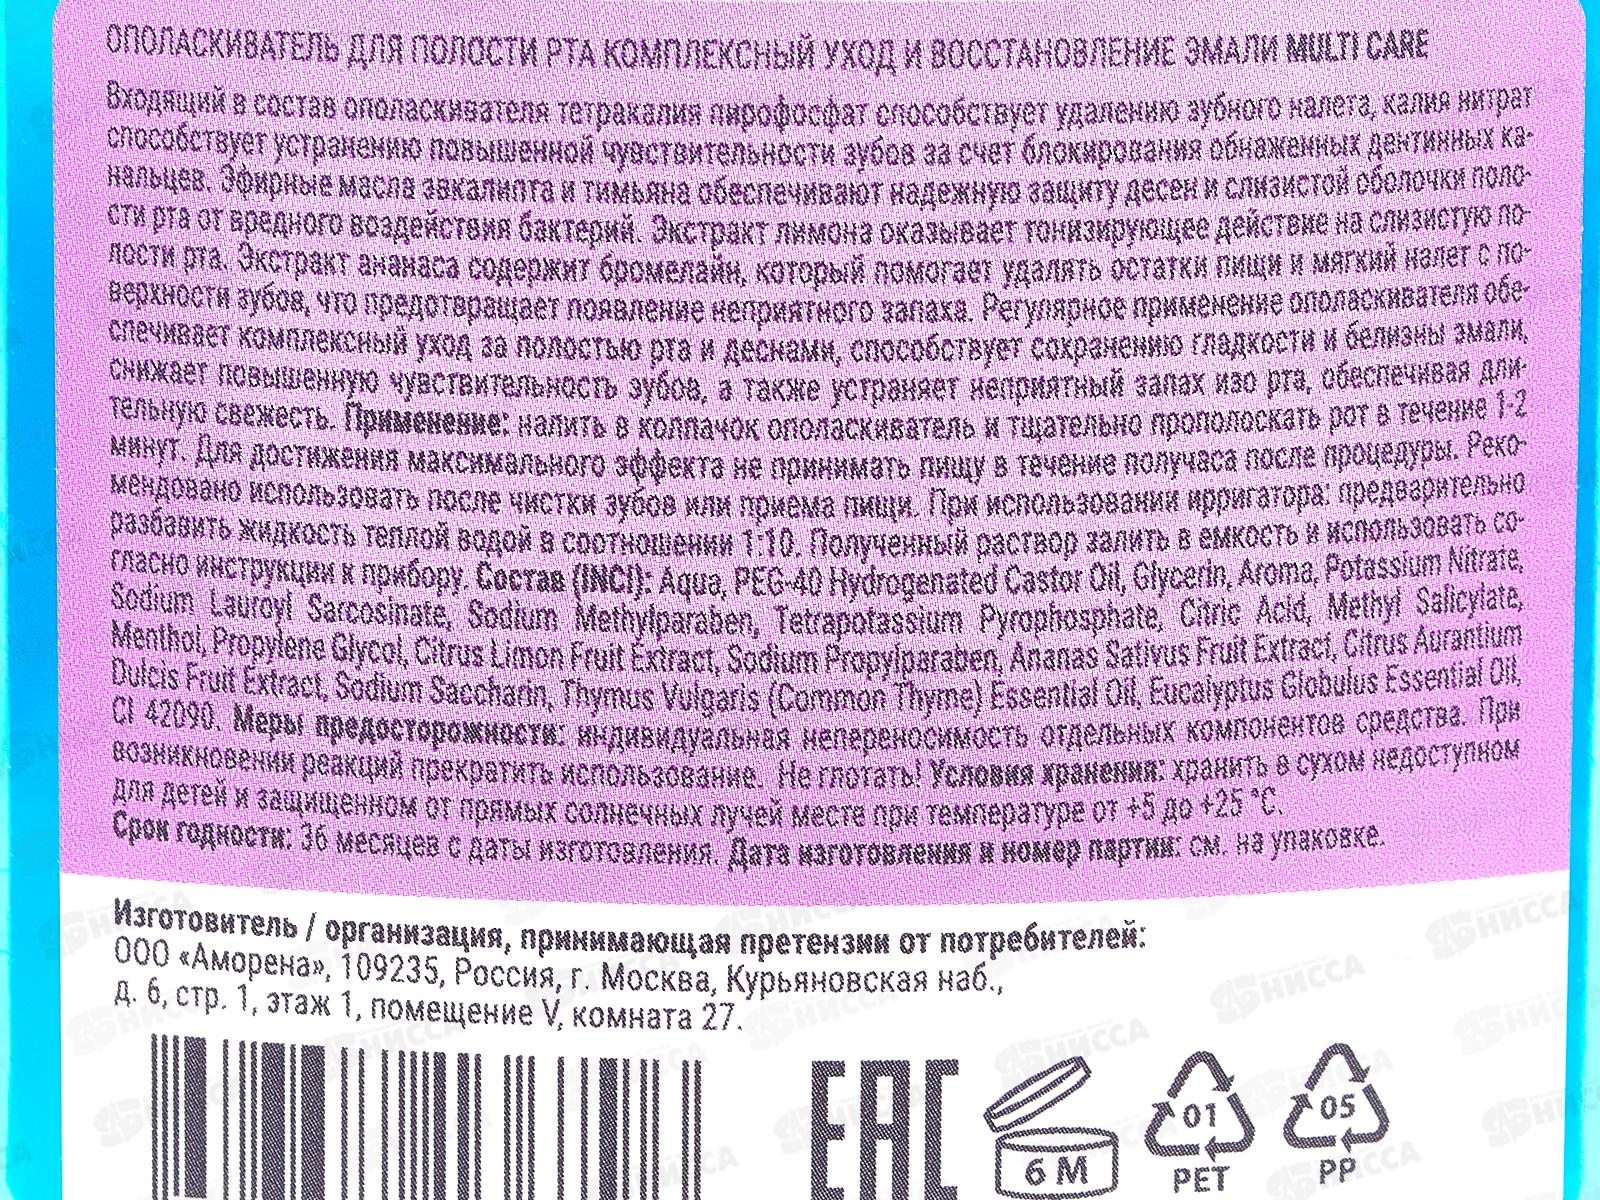 ОПОЛАСКИВАТЕЛЬ ДЛЯ ПОЛОСТИ РТА КОМПЛЕКСНЫЙ УХОД И ВОССТАНОВЛЕНИЕ ЭМАЛИ MULTI CARE
Входящий в состав ополаскивателя тетракалия пирофосфат способствует удалению зубного налета, калия нитрат
способствует устранению повышенной чувствительности зубов за счет блокирования обнаженных дентинных ка-
нальцев. Эфирные масла эвкалипта и тимьяна обеспечивают надежную защиту десен и слизистой оболочки поло-
сти рта от вредного воздействия бактерий. Экстракт лимона оказывает тонизирующее действие на слизистую по-
лости рта. Экстракт ананаса содержит бромелайн, который помогает удалять остатки пищи и мягкий налет с по-
верхности зубов, что предотвращает появление неприятного запаха. Регулярное применение ополаскивателя обе-
спечивает комплексный уход за полостью рта и деснами, способствует сохранению гладкости и белизны эмали,
снижает повышенную чувствительность зубов, а также устраняет неприятный запах изо рта, обеспечивая дли-
тельную свежесть. Применение: налить в колпачок ополаскиватель и тщательно прополоскать рот в течение 1-2
минут. Для достижения максимального эффекта не принимать пищу в течение получаса после процедуры. Реко-
мендовано использовать после чистки зубов или приема пищи. При использовании ирригатора: предварительно
разбавить жидкость теплой водой в соотношении 1:10. Полученный раствор залить в емкость и использовать со-
гласно инструкции к прибору. Состав (INCI): Aqua, PEG-40 Hydrogenated Castor Oil, Glycerin, Aroma, Potassium Nitrate,
Sodium Lauroyl Sarcosinate, Sodium Methylparaben, Tetrapotassium Pyrophosphate, Citric Acid, Methyl Salicylate,
Menthol, Propylene Glycol, Citrus Limon Fruit Extract, Sodium Propylparaben, Ananas Sativus Fruit Extract, Citrus Aurantium
Dulcis Fruit Extract, Sodium Saccharin, Thymus Vulgaris (Common Thyme) Essential Oil, Eucalyptus Globulus Essential Oil,
CI 42090. Меры предосторожности: индивидуальная непереносимость отдельных компонентов средства. При
возникновении реакций прекратить использование. Не глотать! Условия хранения: хранить в сухом недоступном
для детей и защищенном от прямых солнечных лучей месте при температуре от +5 до +25 °С.
Срок годности: 36 месяцев с даты изготовления. Дата изготовления и номер партии: см. на упаковке.
Изготовитель / организация, принимающая претензии от потребителей:
ООО «Аморена», 109235, Россия, г. Москва, Курьяновская наб.,
д. 6, стр. 1, этаж 1, помещение V, комната 27.
EAC
6 M
01
PET
05
PP
НИССА